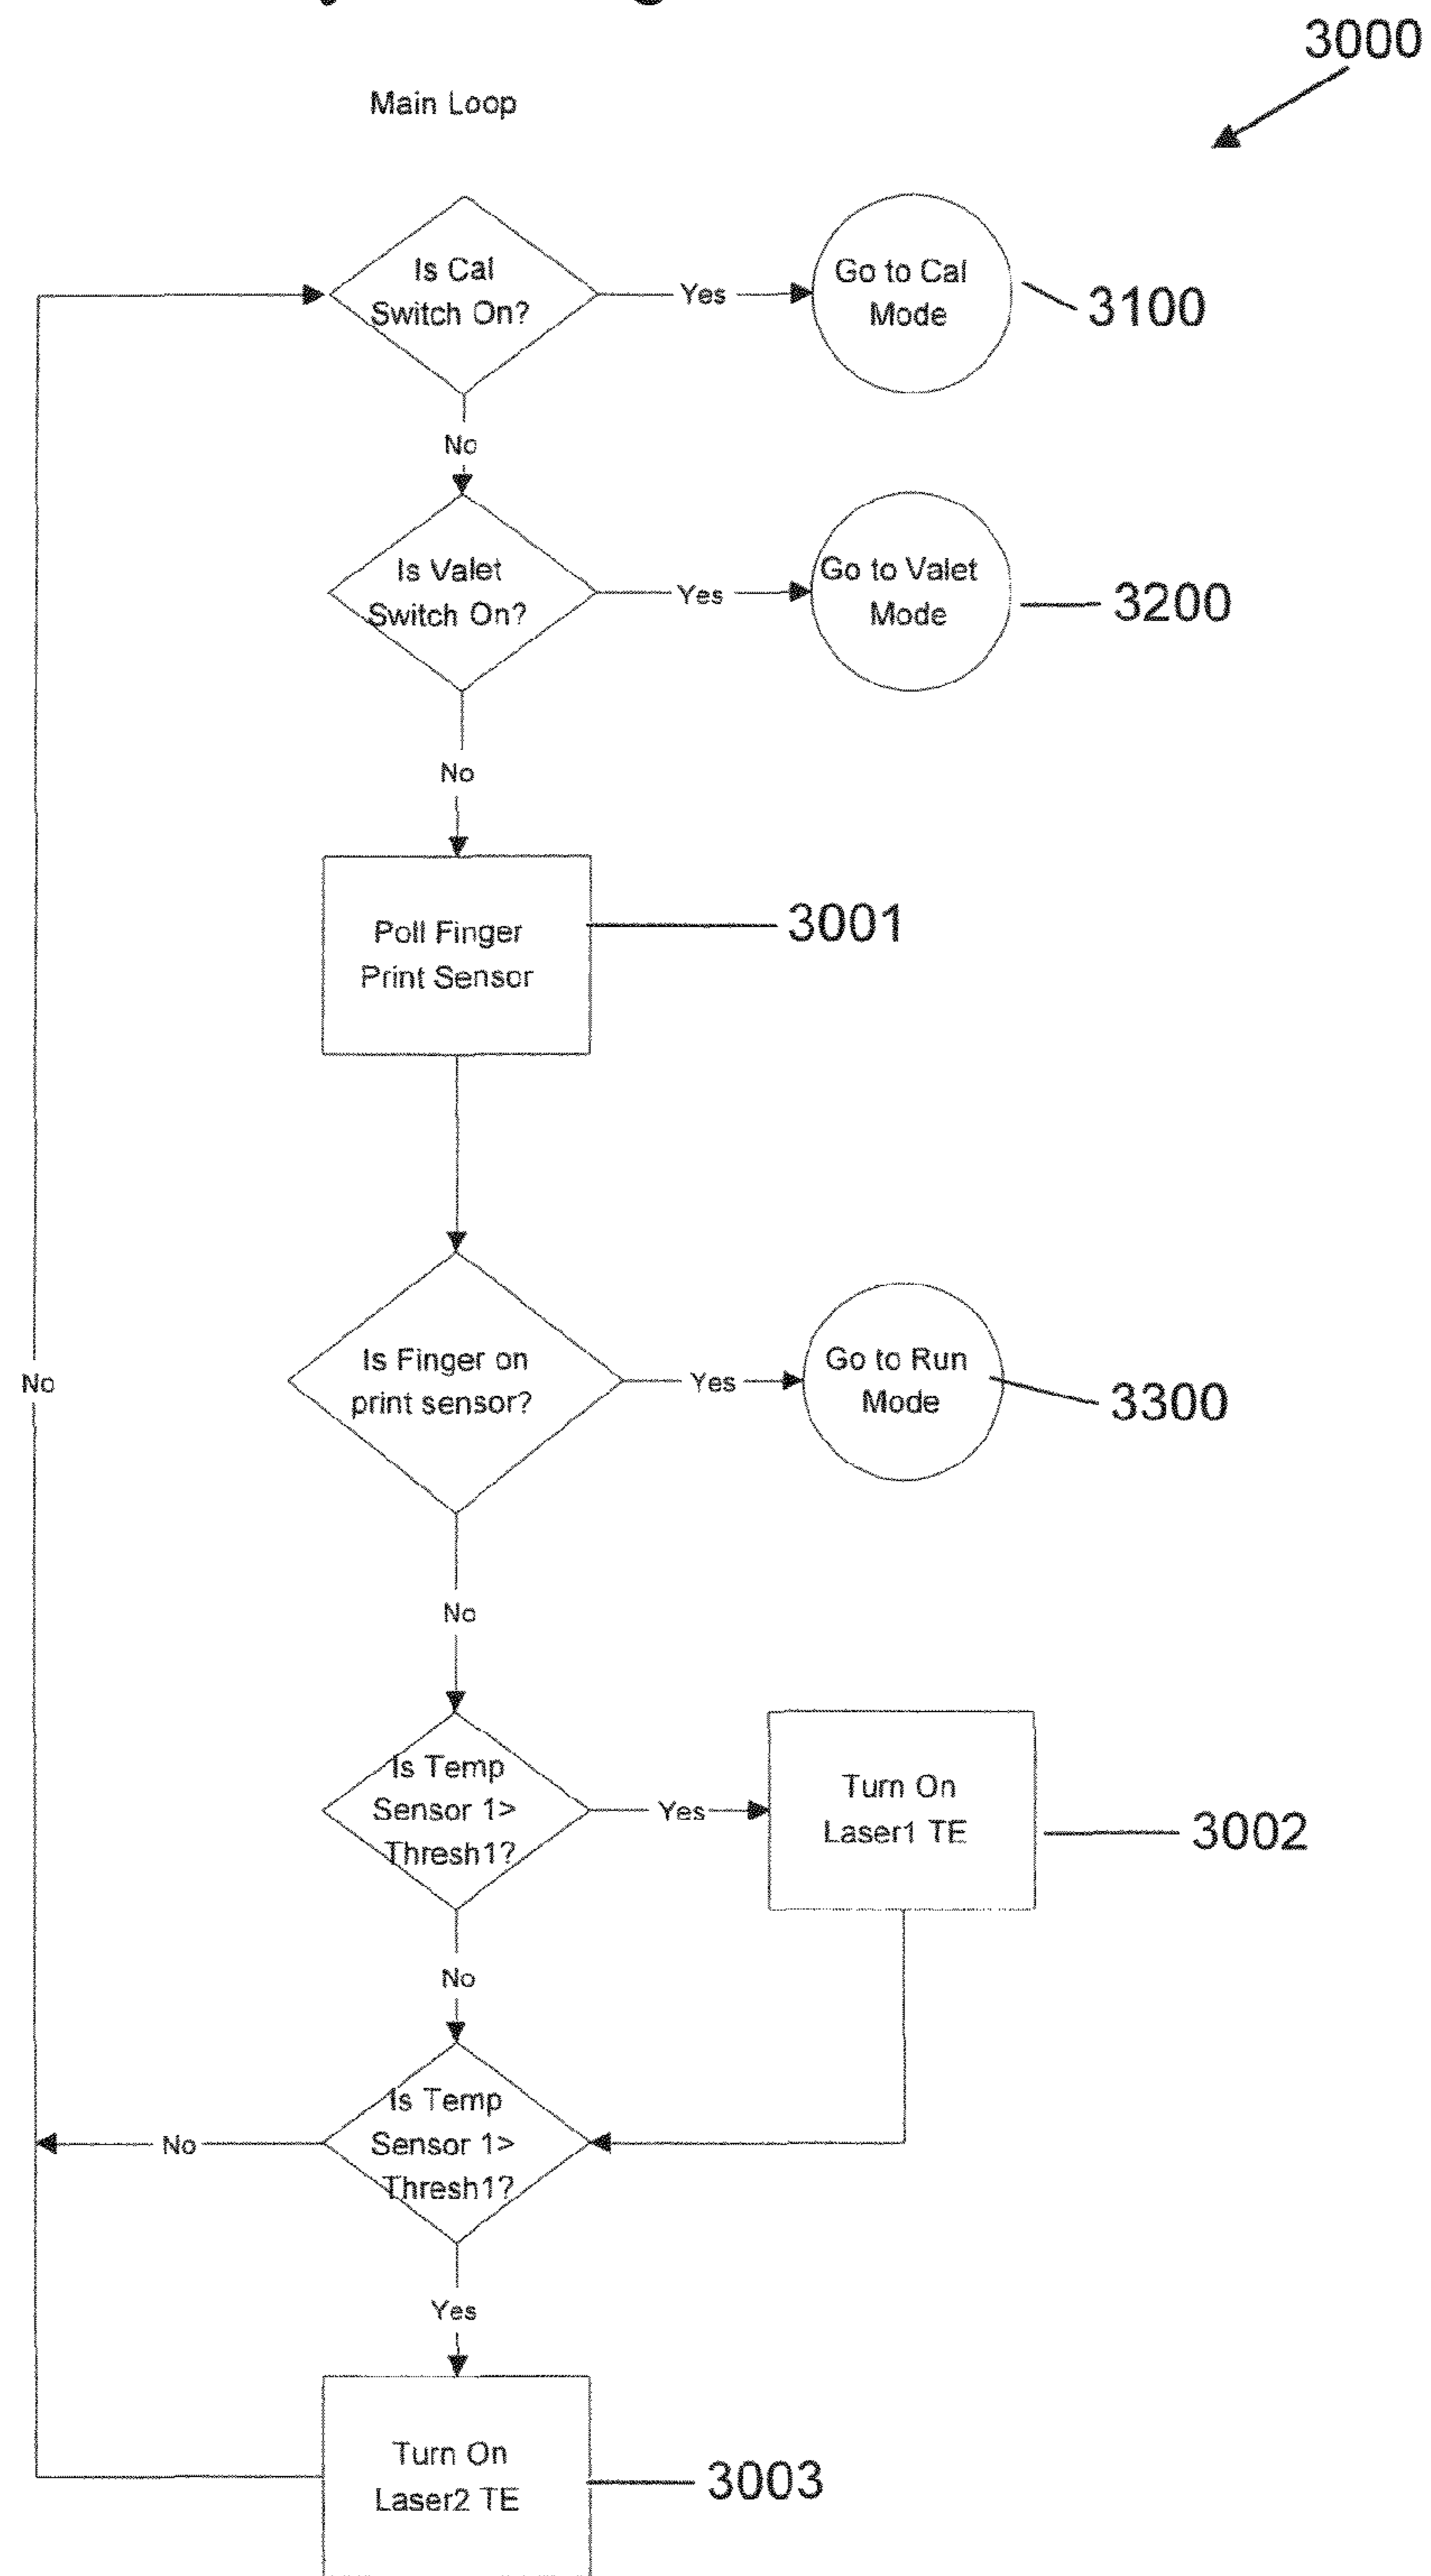 3000
Main Loop
Is Cal
Switch On?
Yes
Go to Cal
Mode
3100
No
Is Valet
Switch On?
Yes
Go to Valet
Mode
3200
No
Poll Finger
Print Sensor
3001
Is Finger on
print sensor?
Yes
Go to Run
Mode
3300
No
No
Is Temp
Sensor 1>
Thresh1?
Yes
Turn On
Laser1 TE
3002
No
Is Temp
Sensor 1>
Thresh1?
No
Yes
Turn On
Laser2 TE
3003